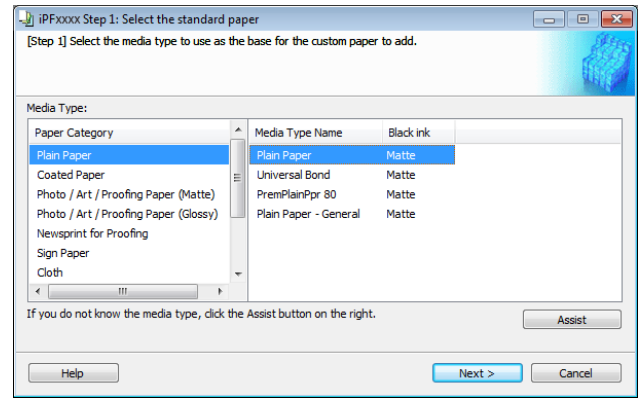 iPFxxxx Step 1: Select the standard paper
[Step 1] Select the media type to use as the base for the custom paper to add.
Media Type:
Paper Category
Plain Paper
Coated Paper
Photo / Art / Proofing Paper (Matte)
Photo / Art / Proofing Paper (Glossy)
Newsprint for Proofing
Sign Paper
Cloth
Media Type Name Black ink
Plain Paper Matte
Universal Bond Matte
PremPlainPpr 80 Matte
Plain Paper - General Matte
If you do not know the media type, click the Assist button on the right.
Assist
Help Next > Cancel